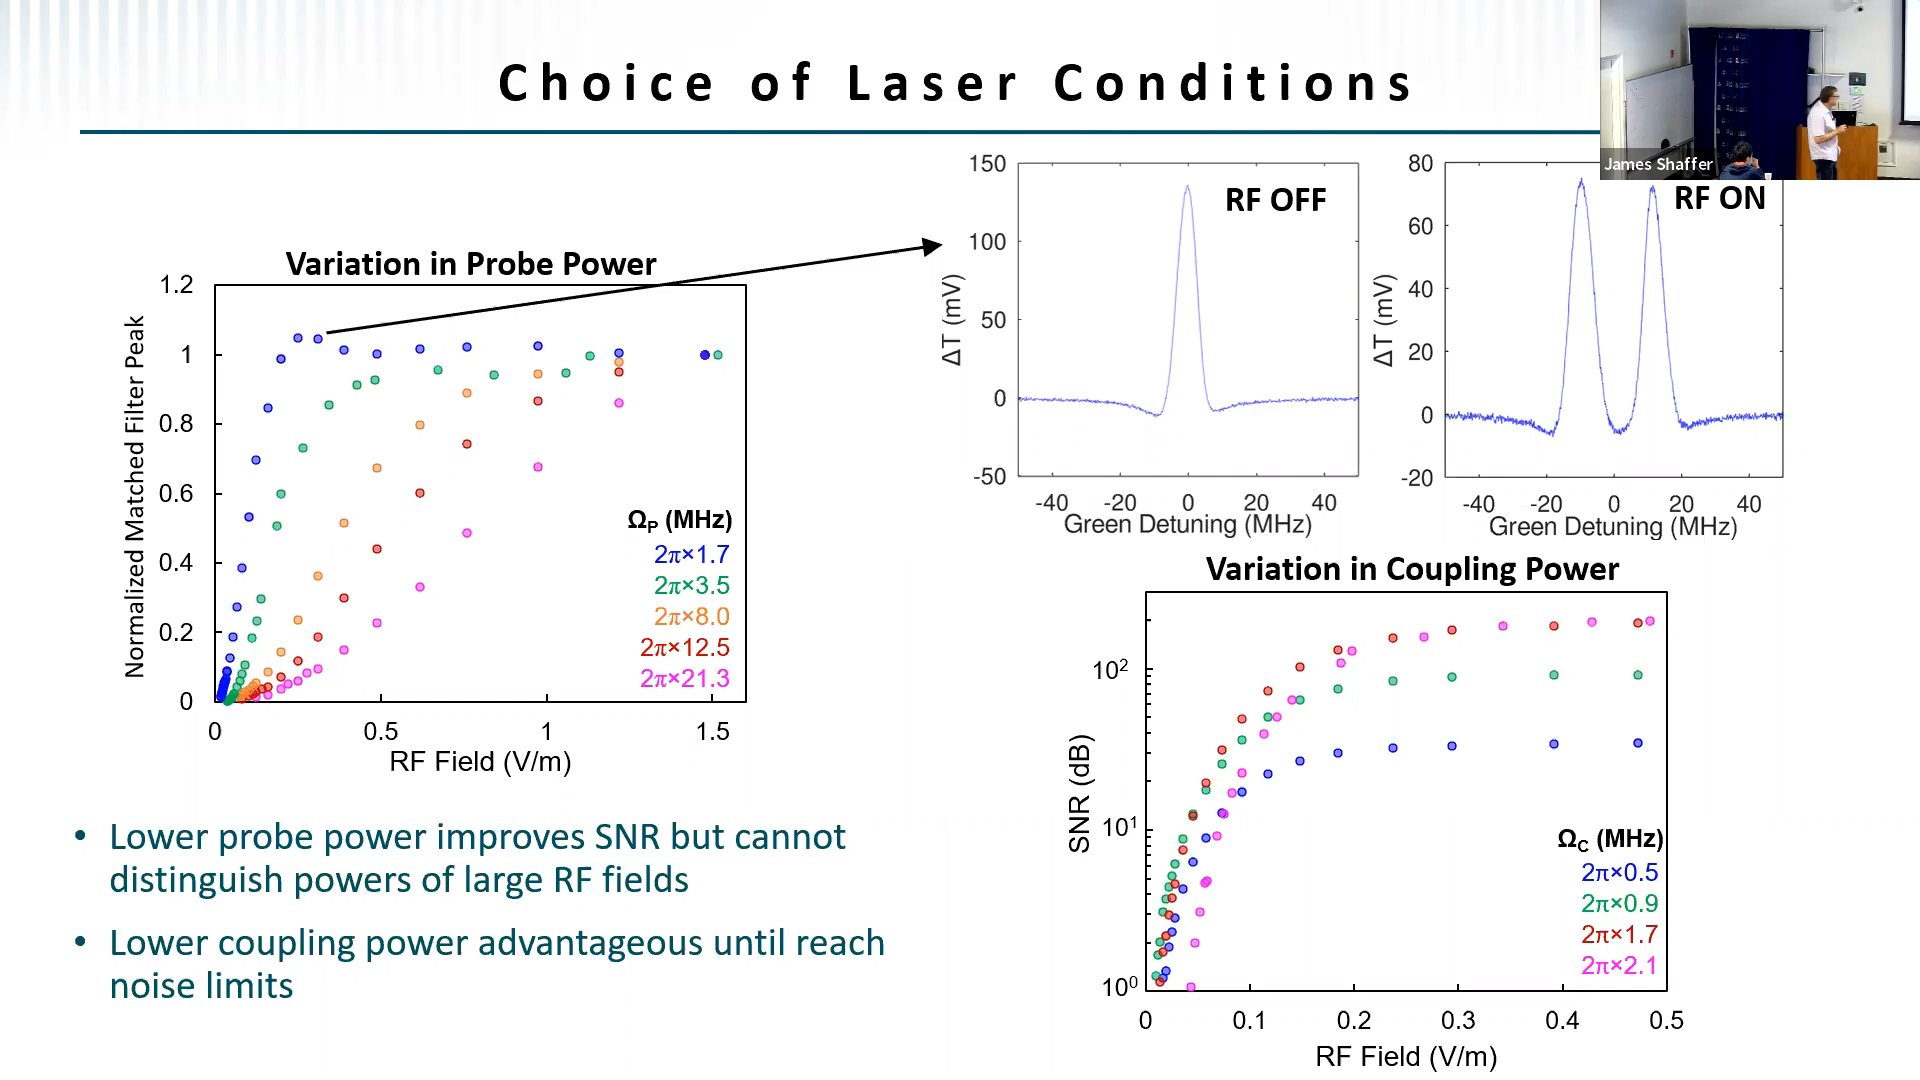 Choice of Laser Conditions
James Shaffer
Variation in Probe Power
Normalized Matched Filter Peak
1.2
1
0.8
0.6
0.4
0.2
0
0 0.5 1 1.5
RF Field (V/m)
Ωₚ (MHz)
2π×1.7
2π×3.5
2π×8.0
2π×12.5
2π×21.3
RF OFF
ΔT (mV)
150
100
50
0
-50
-40 -20 0 20 40
Green Detuning (MHz)
RF ON
ΔT (mV)
80
60
40
20
0
-20
-40 -20 0 20 40
Green Detuning (MHz)
Variation in Coupling Power
SNR (dB)
10²
10¹
10⁰
0 0.1 0.2 0.3 0.4 0.5
RF Field (V/m)
Ω_C (MHz)
2π×0.5
2π×0.9
2π×1.7
2π×2.1
• Lower probe power improves SNR but cannot
distinguish powers of large RF fields
• Lower coupling power advantageous until reach
noise limits